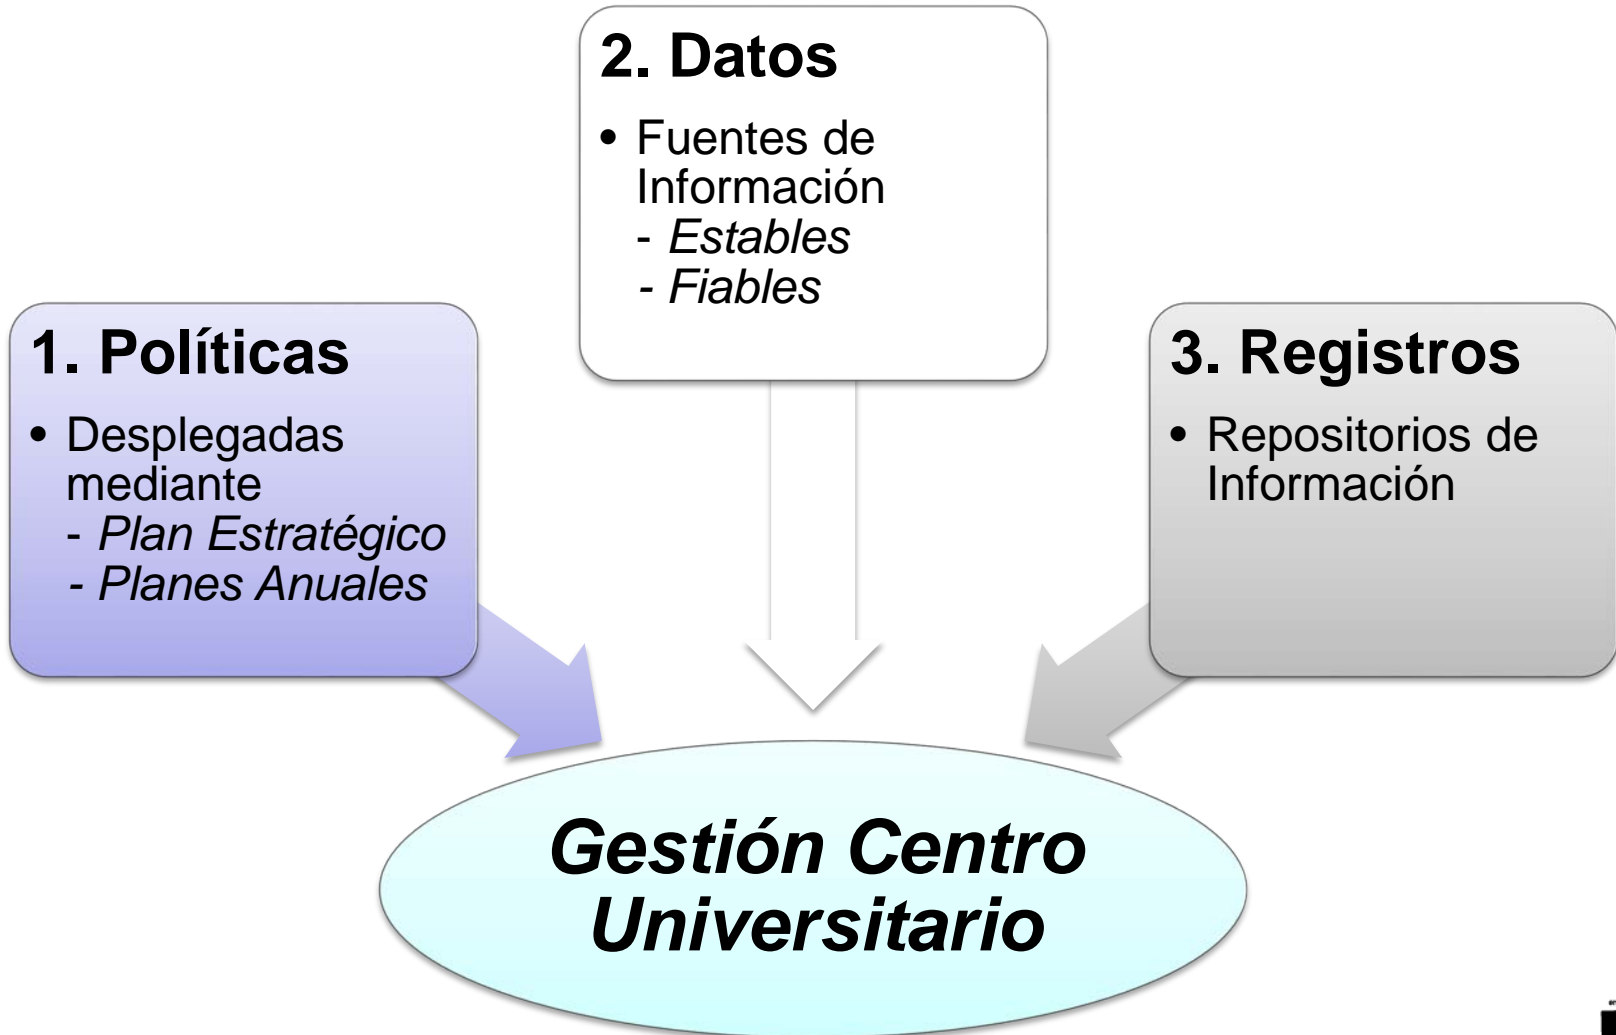 2. Datos
• Fuentes de
Información
- Estables
- Fiables
1. Políticas
• Desplegadas
mediante
- Plan Estratégico
- Planes Anuales
3. Registros
• Repositorios de
Información
Gestión Centro
Universitario